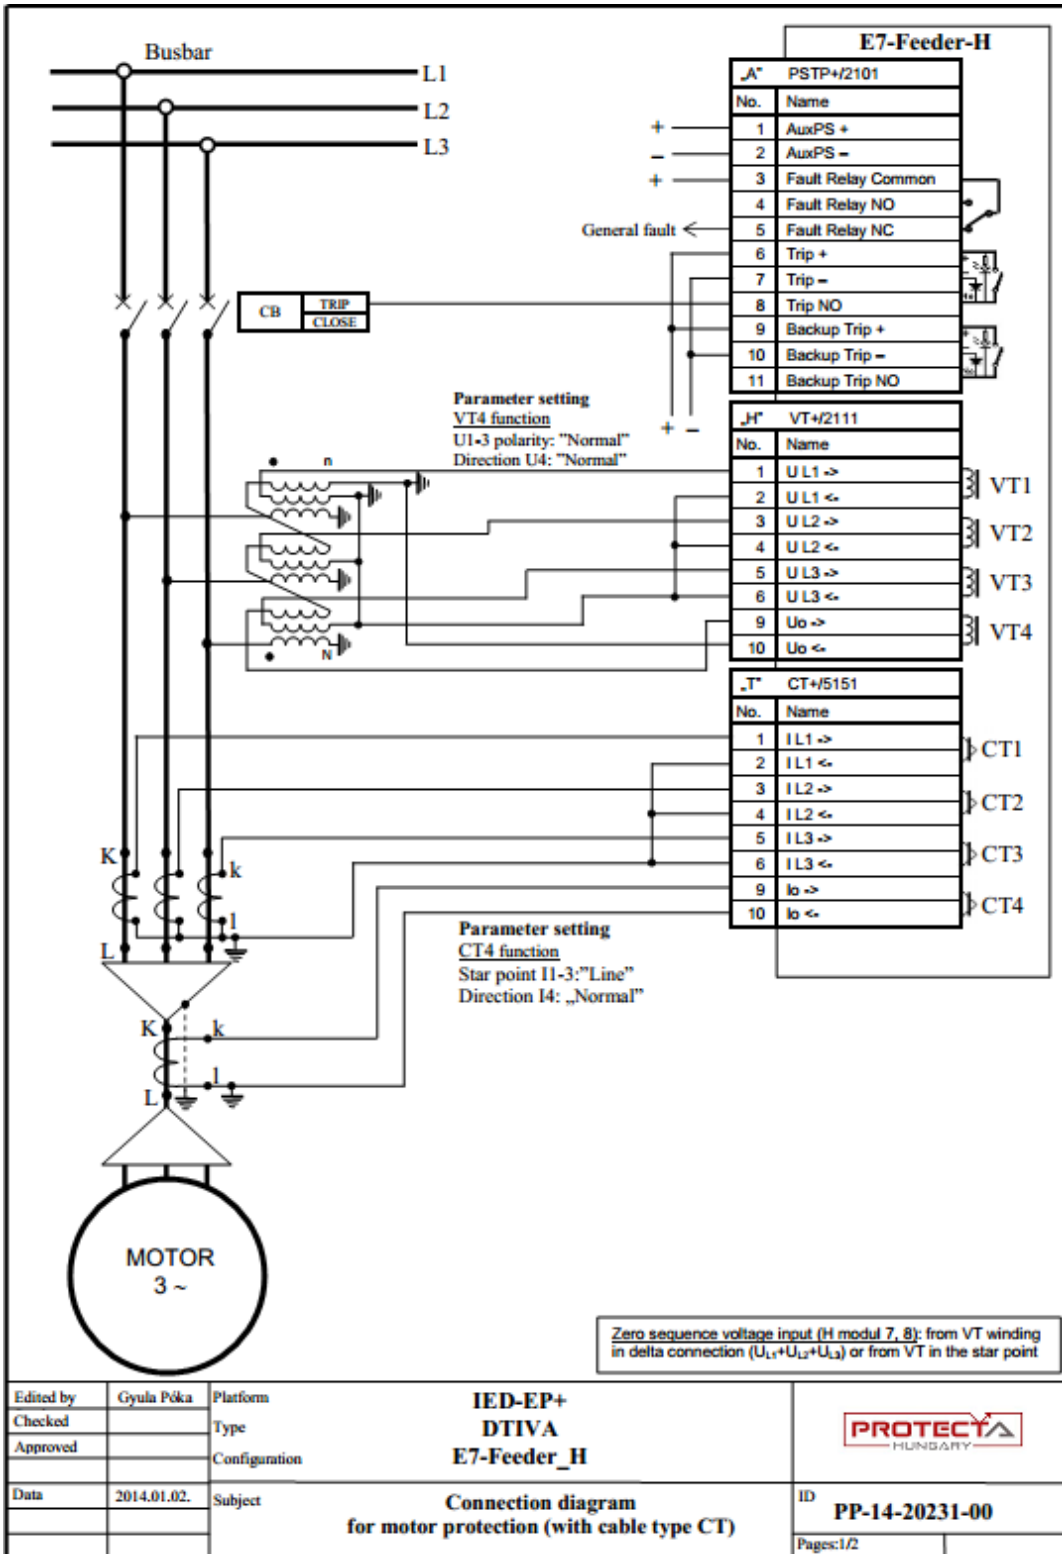 Busbar
L1
L2
L3
E7-Feeder-H
„A" PSTP+/2101
No. Name
+ 1 AuxPS +
– 2 AuxPS –
+ 3 Fault Relay Common
4 Fault Relay NO
General fault 5 Fault Relay NC
6 Trip +
7 Trip –
8 Trip NO
9 Backup Trip +
10 Backup Trip –
11 Backup Trip NO
+ –
CB TRIP
CLOSE
Parameter setting
VT4 function
U1-3 polarity: "Normal"
Direction U4: "Normal"
„H" VT+/2111
No. Name
1 U L1 ->
2 U L1 <-
3 U L2 ->
4 U L2 <-
5 U L3 ->
6 U L3 <-
9 Uo ->
10 Uo <-
VT1
VT2
VT3
VT4
n
N
„T" CT+/5151
No. Name
1 I L1 ->
2 I L1 <-
3 I L2 ->
4 I L2 <-
5 I L3 ->
6 I L3 <-
9 Io ->
10 Io <-
CT1
CT2
CT3
CT4
K
k
l
L
Parameter setting
CT4 function
Star point I1-3:"Line"
Direction I4: „Normal"
K
k
l
L
MOTOR
3 ~
Zero sequence voltage input (H modul 7, 8): from VT winding
in delta connection (UL1+UL2+UL3) or from VT in the star point
Edited by Gyula Póka
Checked
Approved
Data 2014.01.02.
Platform IED-EP+
Type DTIVA
Configuration E7-Feeder_H
Subject Connection diagram
for motor protection (with cable type CT)
PROTECTA
HUNGARY
ID PP-14-20231-00
Pages:1/2